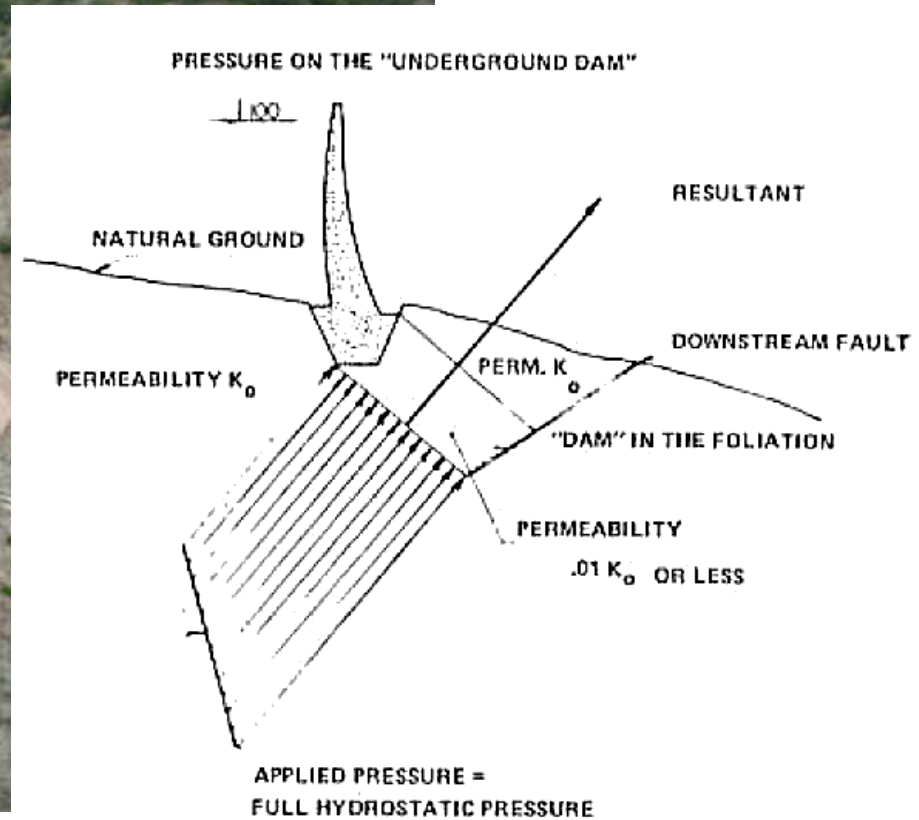 PRESSURE ON THE "UNDERGROUND DAM"
100
RESULTANT
NATURAL GROUND
DOWNSTREAM FAULT
PERM. K₀
PERMEABILITY K₀
"DAM" IN THE FOLIATION
PERMEABILITY
.01 K₀ OR LESS
APPLIED PRESSURE =
FULL HYDROSTATIC PRESSURE